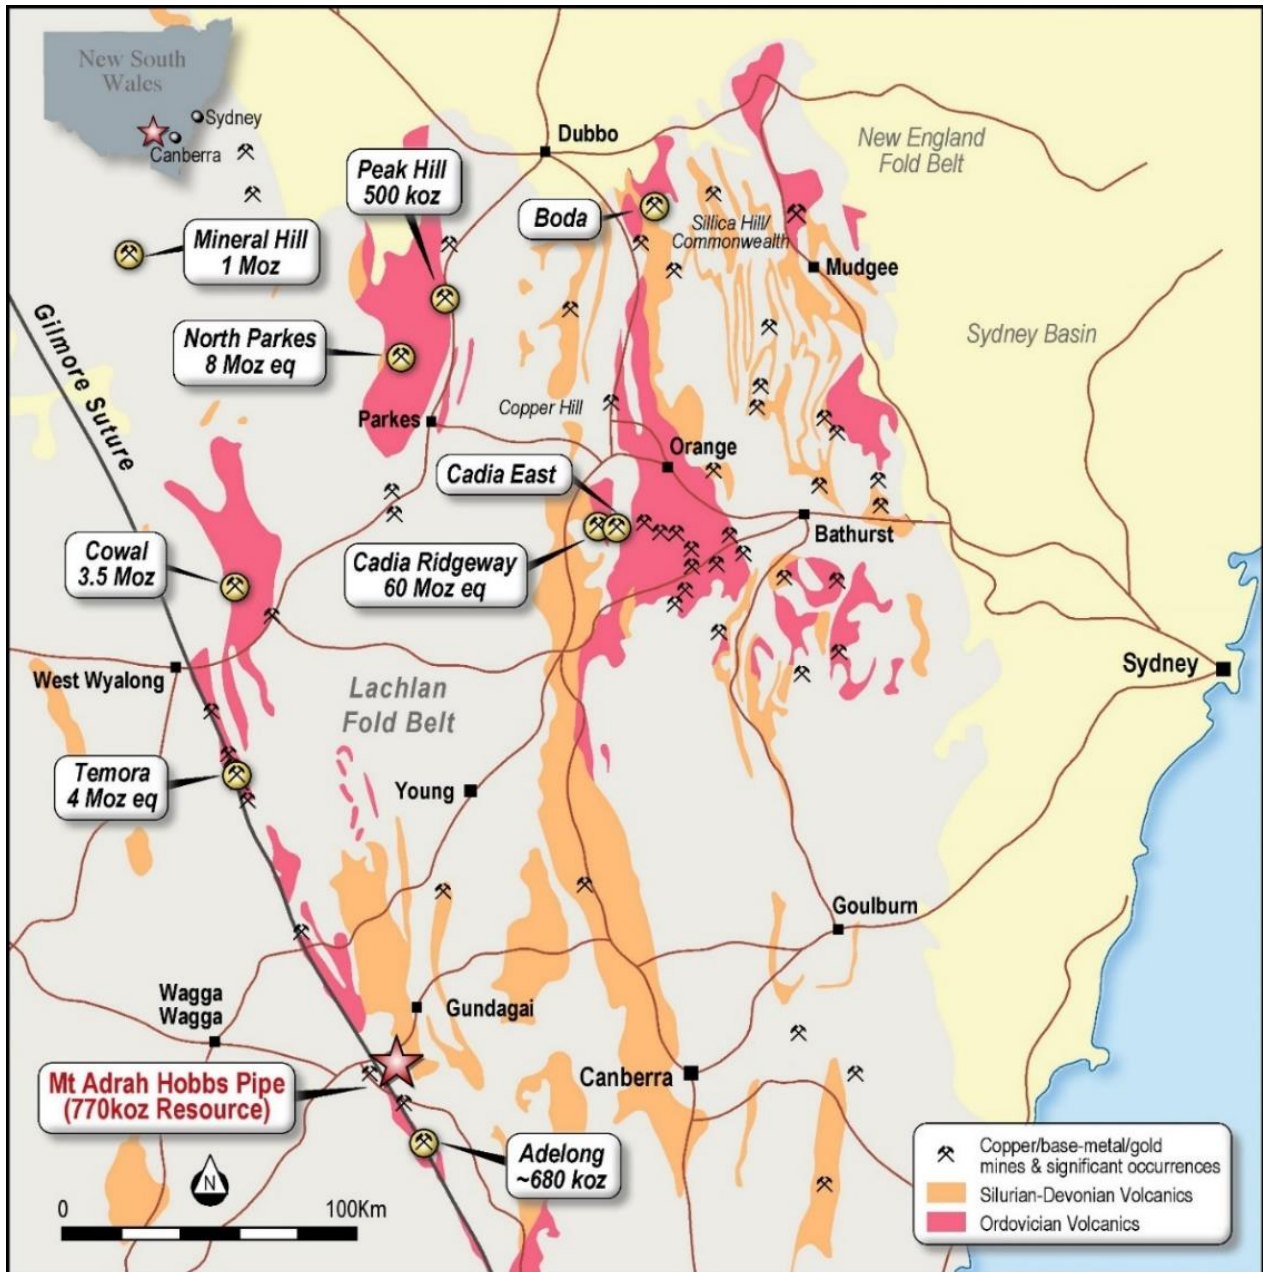 New South
Wales
Sydney
Canberra
Dubbo
New England
Fold Belt
Peak Hill
500 koz
Boda
Sillica Hill/
Commonwealth
Mineral Hill
1 Moz
Mudgee
Gilmore Suture
North Parkes
8 Moz eq
Sydney Basin
Copper Hill
Parkes
Orange
Cadia East
Bathurst
Cowal
3.5 Moz
Cadia Ridgeway
60 Moz eq
Sydney
West Wyalong
Lachlan
Fold Belt
Temora
4 Moz eq
Young
Goulburn
Wagga
Wagga
Gundagai
Mt Adrah Hobbs Pipe
(770koz Resource)
Canberra
Adelong
~680 koz
N
0
100Km
Copper/base-metal/gold
mines & significant occurrences
Silurian-Devonian Volcanics
Ordovician Volcanics